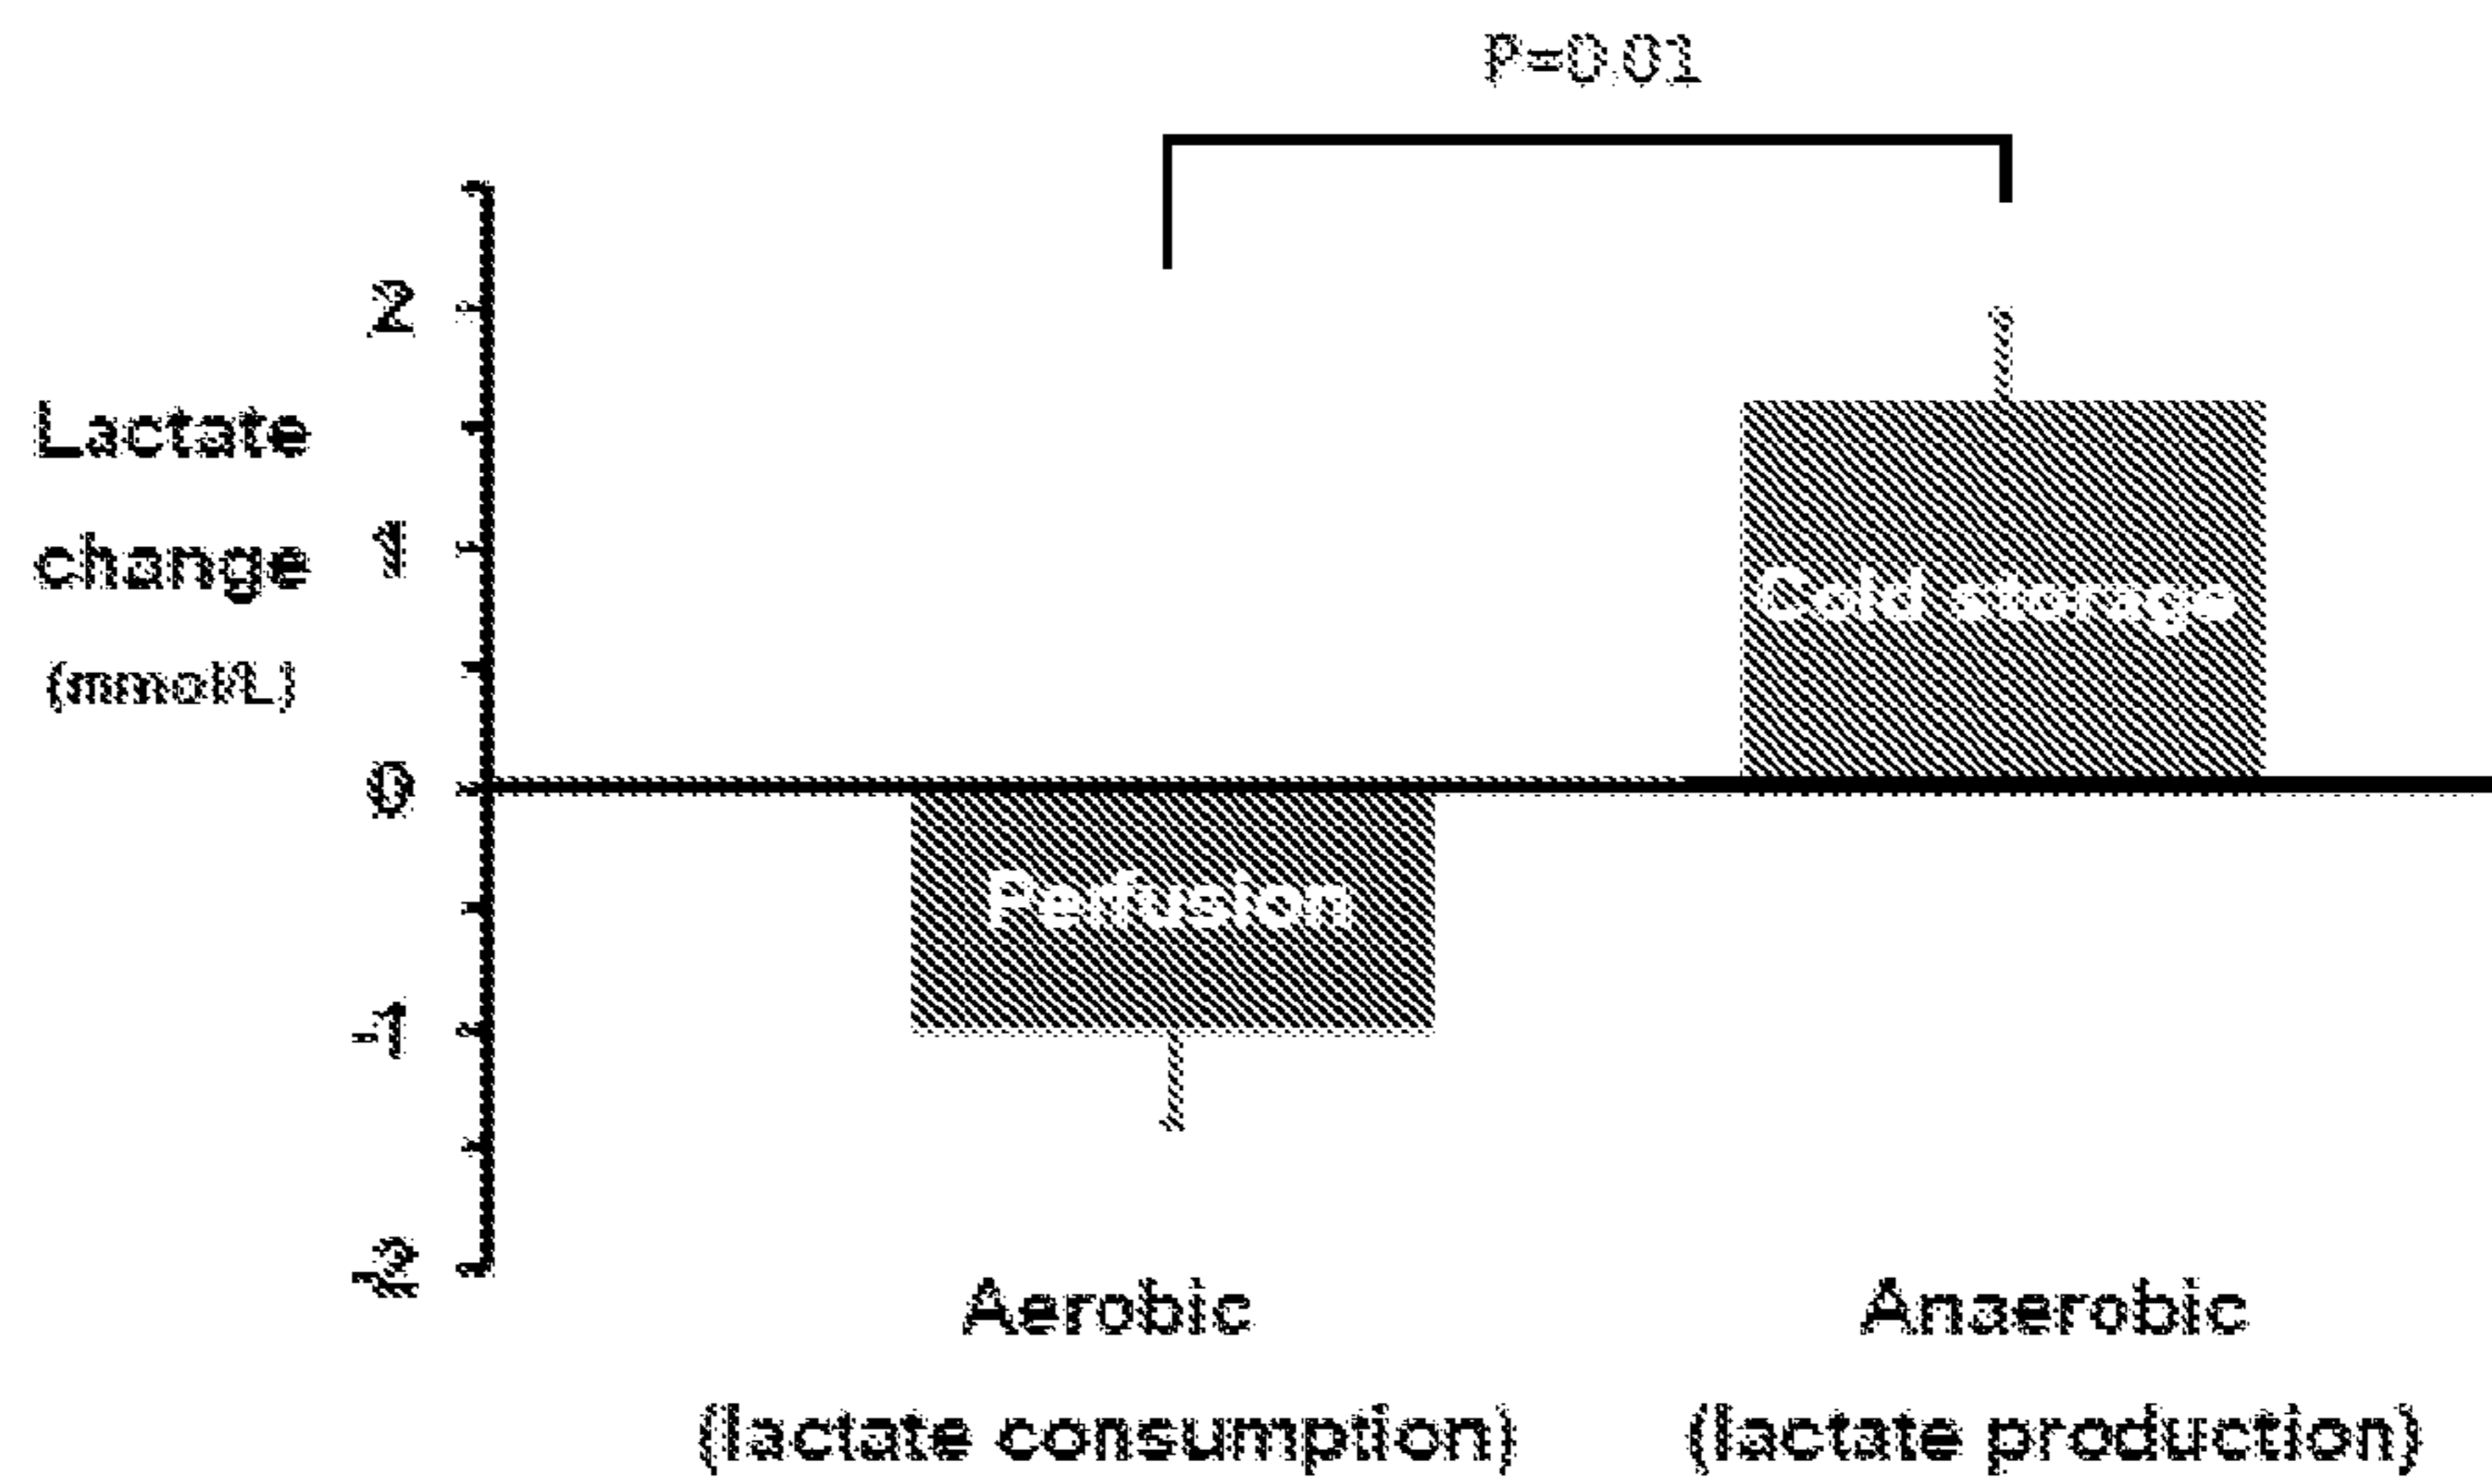 P=0.01
Lactate
change
(mmol/L)
2
1
0
-1
-2
Cold storage
Perfusion
Aerobic
(lactate consumption)
Anaerobic
(lactate production)